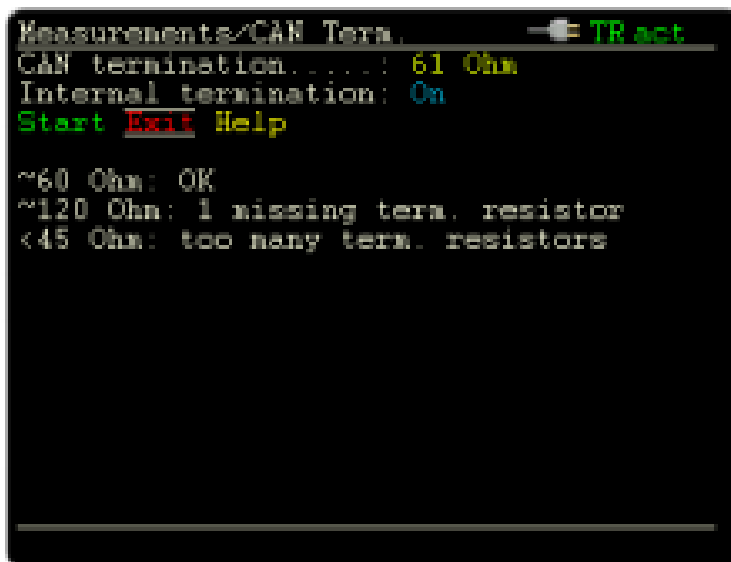 Measurements/CAN Term. TR act
CAN termination.....: 61 Ohm
Internal termination: On
Start Exit Help
~60 Ohm: OK
~120 Ohm: 1 missing term. resistor
<45 Ohm: too many term. resistors